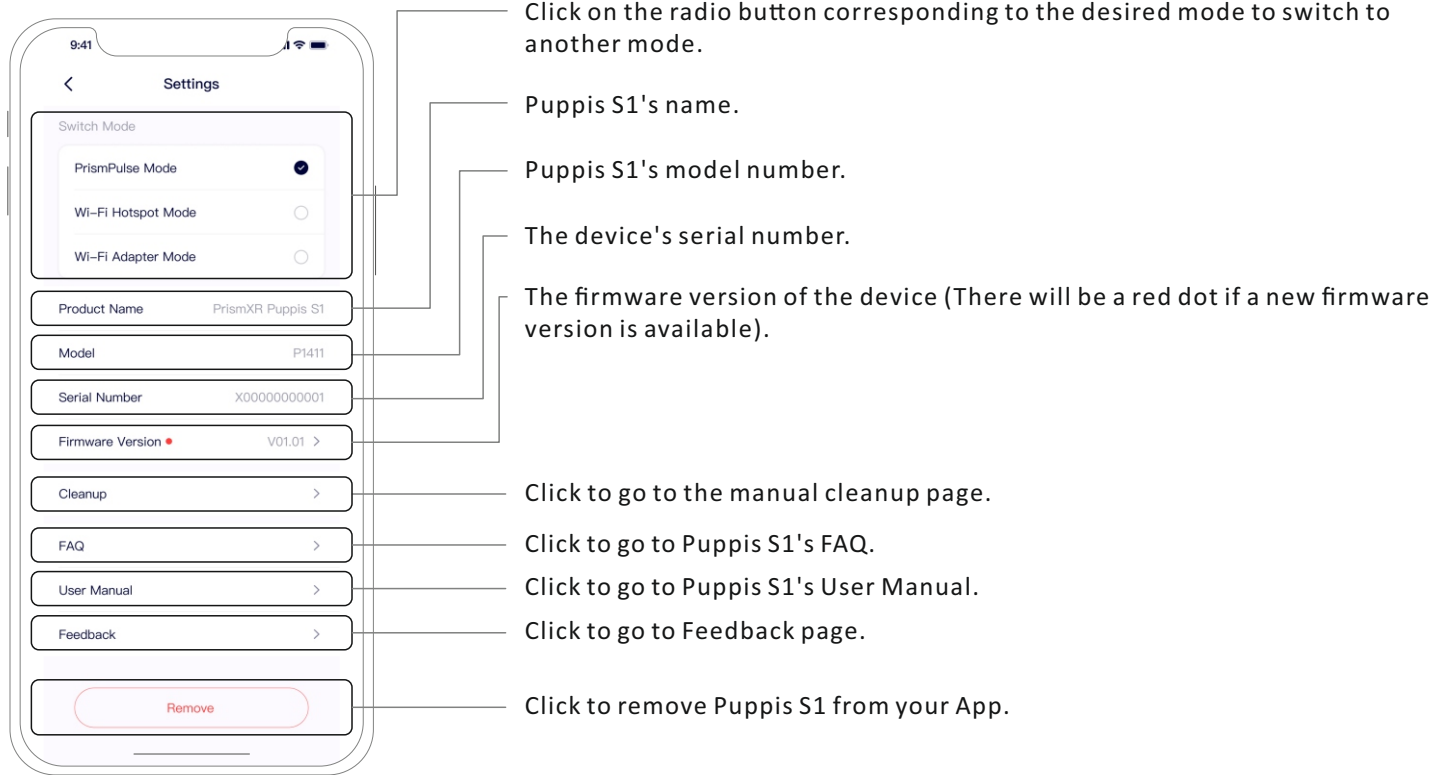 Click on the radio button corresponding to the desired mode to switch to
another mode.
9:41
Settings
Switch Mode
PrismPulse Mode
Wi-Fi Hotspot Mode
Wi-Fi Adapter Mode
Puppis S1's name.
Puppis S1's model number.
The device's serial number.
The firmware version of the device (There will be a red dot if a new firmware
version is available).
Product Name PrismXR Puppis S1
Model P1411
Serial Number X00000000001
Firmware Version V01.01
Cleanup
Click to go to the manual cleanup page.
FAQ
Click to go to Puppis S1's FAQ.
User Manual
Click to go to Puppis S1's User Manual.
Feedback
Click to go to Feedback page.
Remove
Click to remove Puppis S1 from your App.